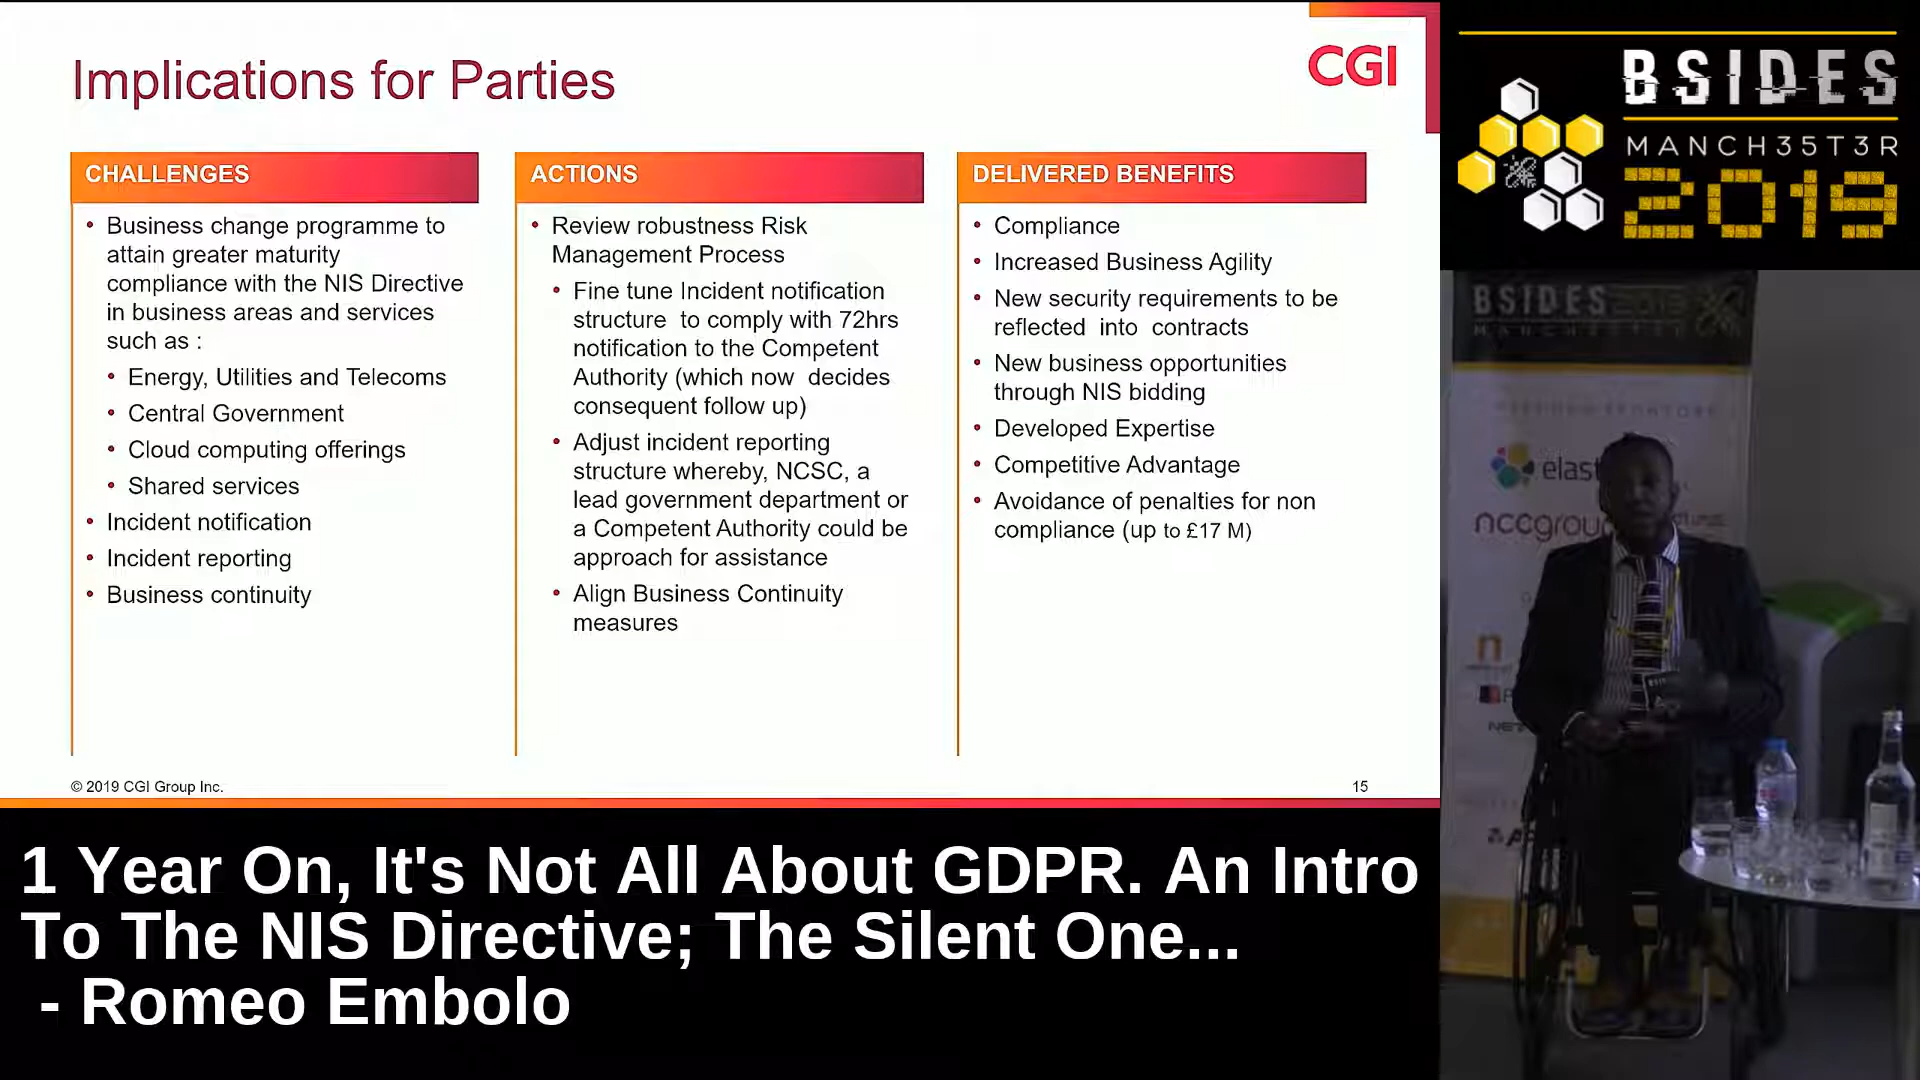 Implications for Parties
CGI
CHALLENGES
• Business change programme to
attain greater maturity
compliance with the NIS Directive
in business areas and services
such as :
• Energy, Utilities and Telecoms
• Central Government
• Cloud computing offerings
• Shared services
• Incident notification
• Incident reporting
• Business continuity
ACTIONS
• Review robustness Risk
Management Process
• Fine tune Incident notification
structure to comply with 72hrs
notification to the Competent
Authority (which now decides
consequent follow up)
• Adjust incident reporting
structure whereby, NCSC, a
lead government department or
a Competent Authority could be
approach for assistance
• Align Business Continuity
measures
DELIVERED BENEFITS
• Compliance
• Increased Business Agility
• New security requirements to be
reflected into contracts
• New business opportunities
through NIS bidding
• Developed Expertise
• Competitive Advantage
• Avoidance of penalties for non
compliance (up to £17 M)
© 2019 CGI Group Inc.
15
BSIDES
MANCH35T3R
2019
BSIDES
elast
nccgroup
1 Year On, It's Not All About GDPR. An Intro
To The NIS Directive; The Silent One...
- Romeo Embolo